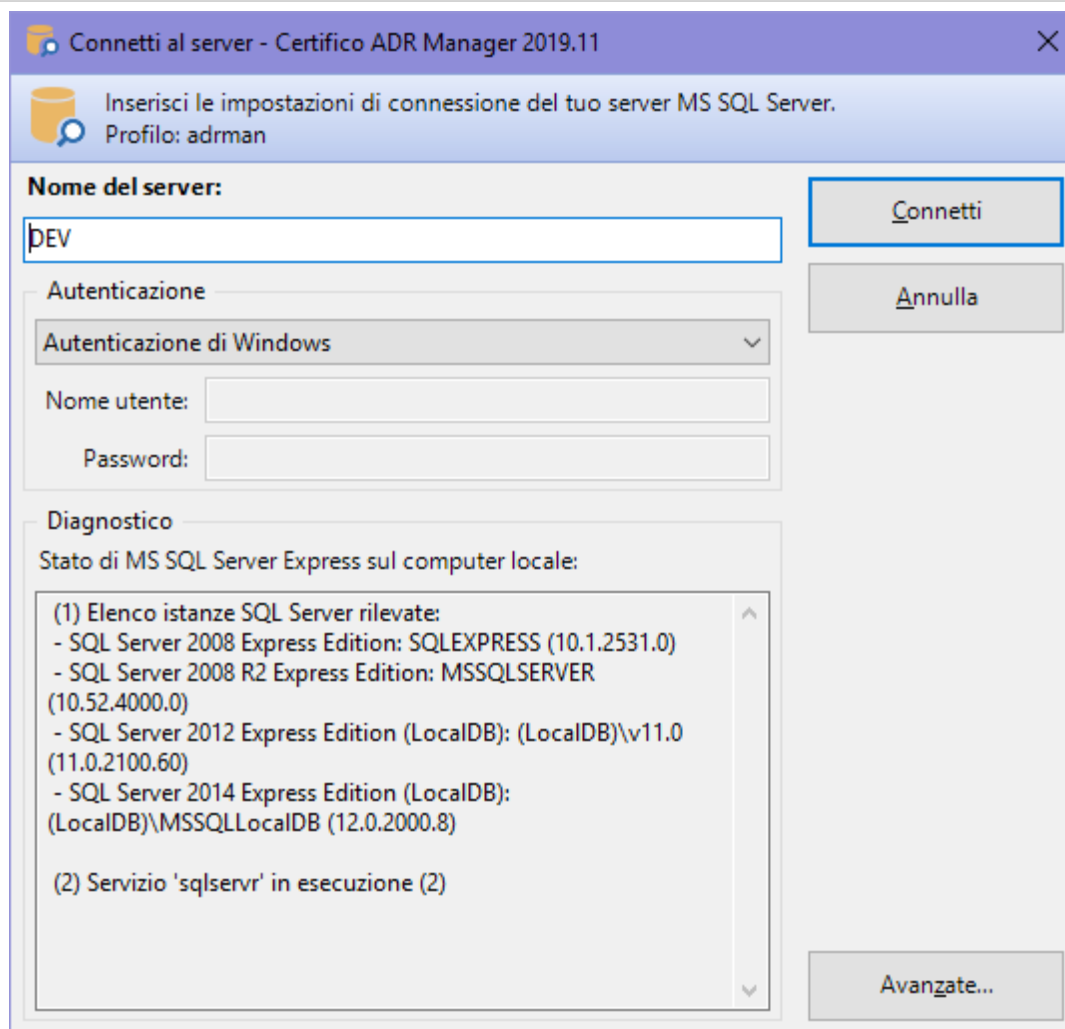 Connetti al server - Certifico ADR Manager 2019.11
Inserisci le impostazioni di connessione del tuo server MS SQL Server.
Profilo: adrman
Nome del server:
DEV
Connetti
Annulla
Autenticazione
Autenticazione di Windows
Nome utente:
Password:
Diagnostico
Stato di MS SQL Server Express sul computer locale:
(1) Elenco istanze SQL Server rilevate:
- SQL Server 2008 Express Edition: SQLEXPRESS (10.1.2531.0)
- SQL Server 2008 R2 Express Edition: MSSQLSERVER
(10.52.4000.0)
- SQL Server 2012 Express Edition (LocalDB): (LocalDB)\v11.0
(11.0.2100.60)
- SQL Server 2014 Express Edition (LocalDB):
(LocalDB)\MSSQLLocalDB (12.0.2000.8)
(2) Servizio 'sqlservr' in esecuzione (2)
Avanzate...